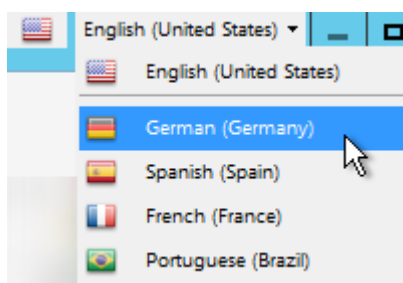 English (United States)
English (United States)
German (Germany)
Spanish (Spain)
French (France)
Portuguese (Brazil)